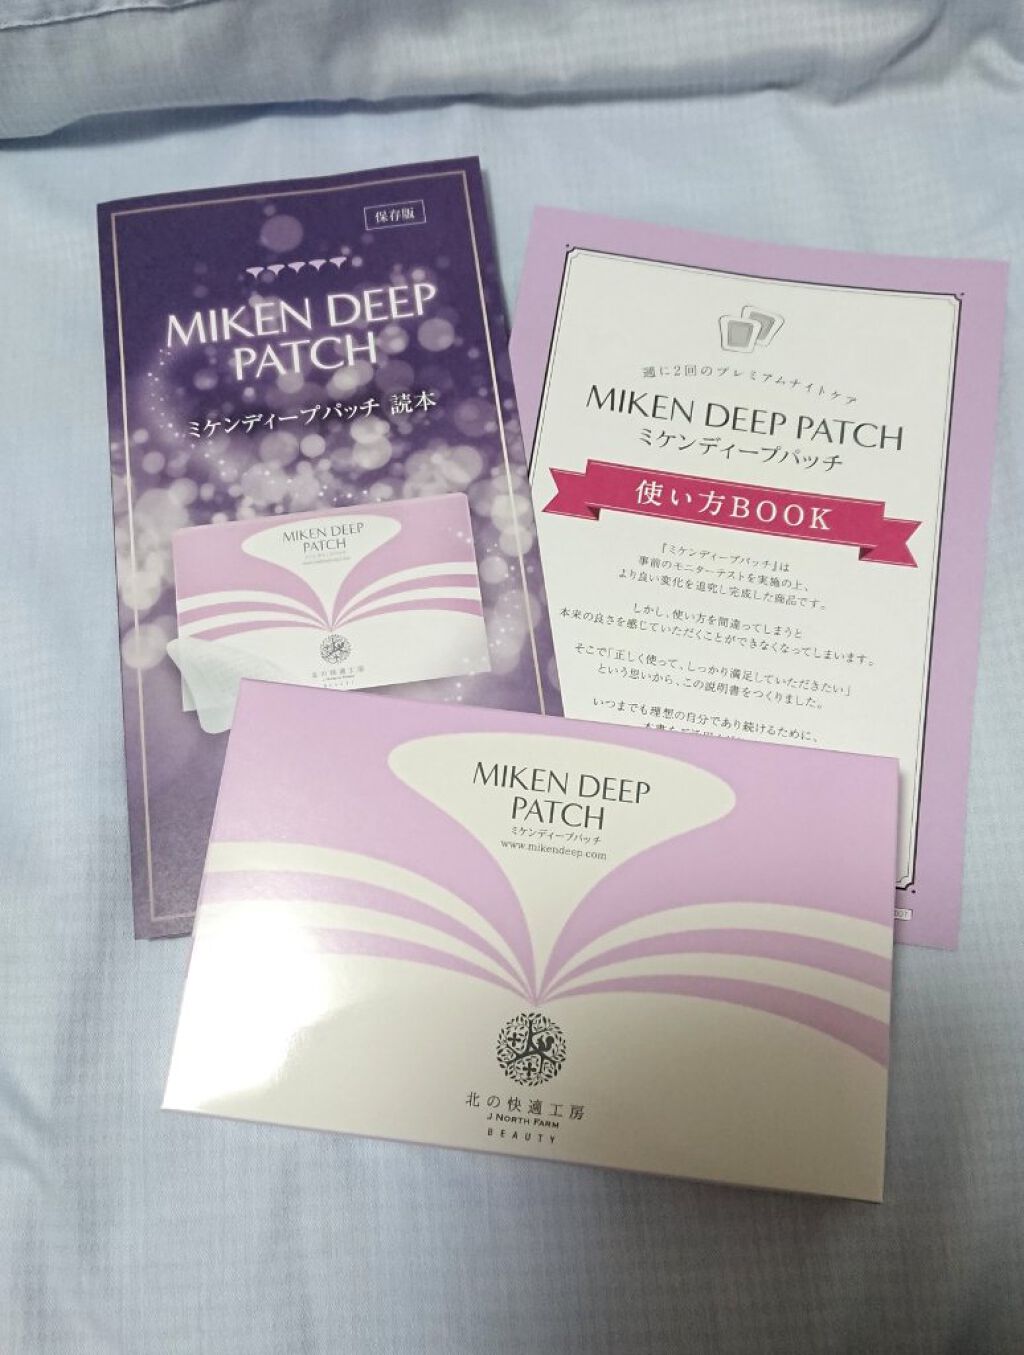 保存版
MIKEN DEEP
PATCH
ミケンディープパッチ 読本
MIKEN DEEP
PATCH
北の快適工房
J NORTH FARM
BEAUTY
週に2回のプレミアムナイトケア
MIKEN DEEP PATCH
ミケンディープパッチ
使い方BOOK
『ミケンディープパッチ』は
事前のモニターテストを実施の上、
より良い変化を追究し完成した商品です。
しかし、使い方を間違ってしまうと
本来の良さを感じていただくことができなくなってしまいます。
そこで「正しく使って、しっかり満足していただきたい」
という思いから、この説明書をつくりました。
いつまでも理想の自分であり続けるために、
MIKEN DEEP
PATCH
ミケンディープパッチ
www.mikendeep.com
北の快適工房
J NORTH FARM
BEAUTY